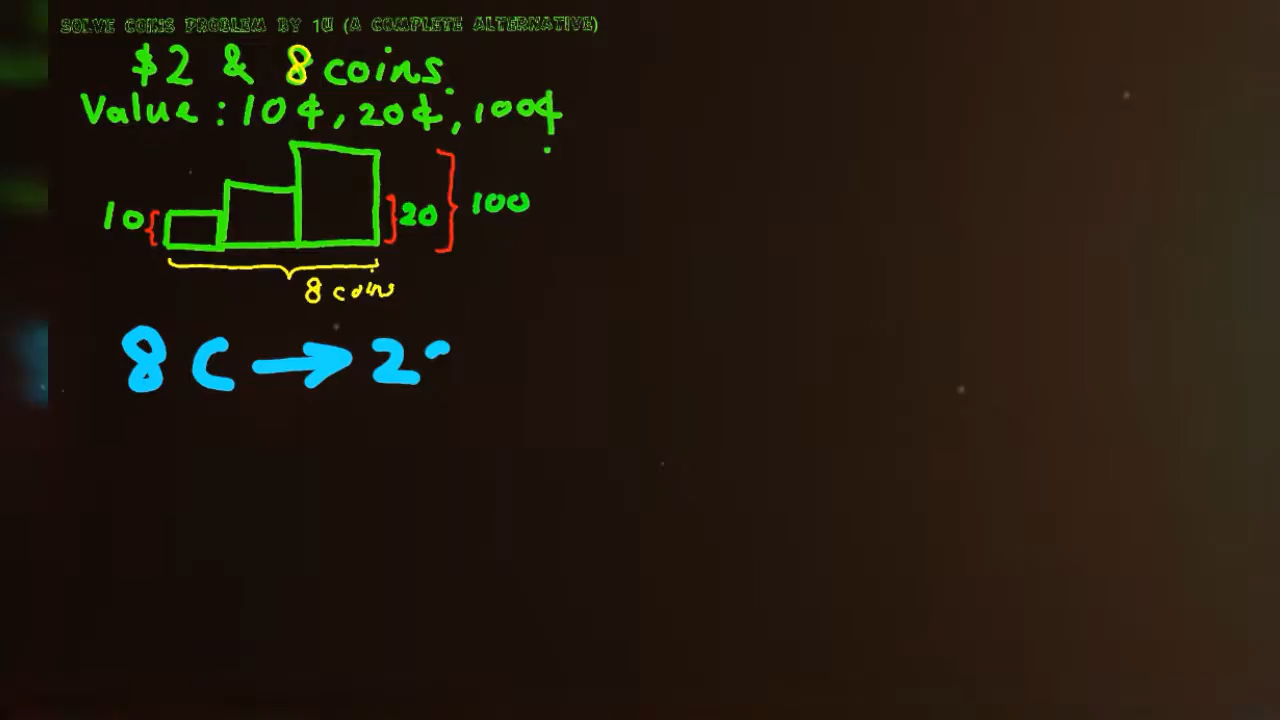 SOLVE COINS PROBLEM BY 1U (A COMPLETE ALTERNATIVE)
$2 & 8 coins
Value : 10¢, 20¢, 100¢
10
20
100
8 coins
8 C → 2